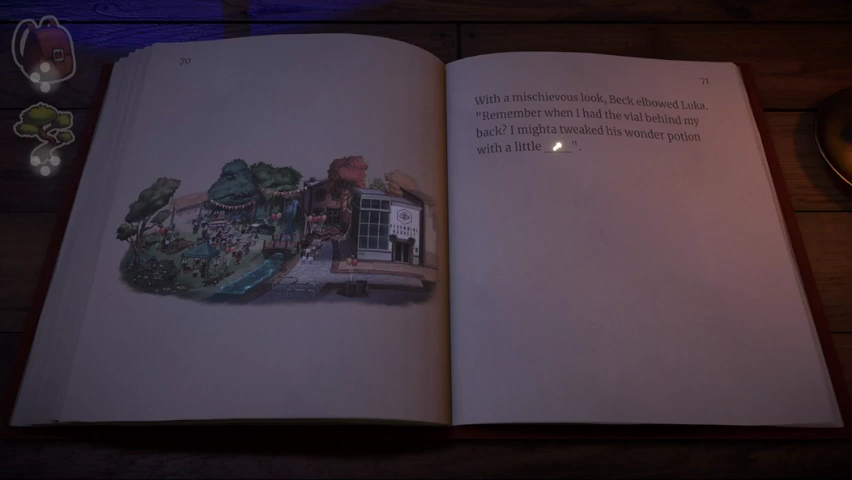 70
71
With a mischievous look, Beck elbowed Luka.
"Remember when I had the vial behind my
back? I mighta tweaked his wonder potion
with a little ____".